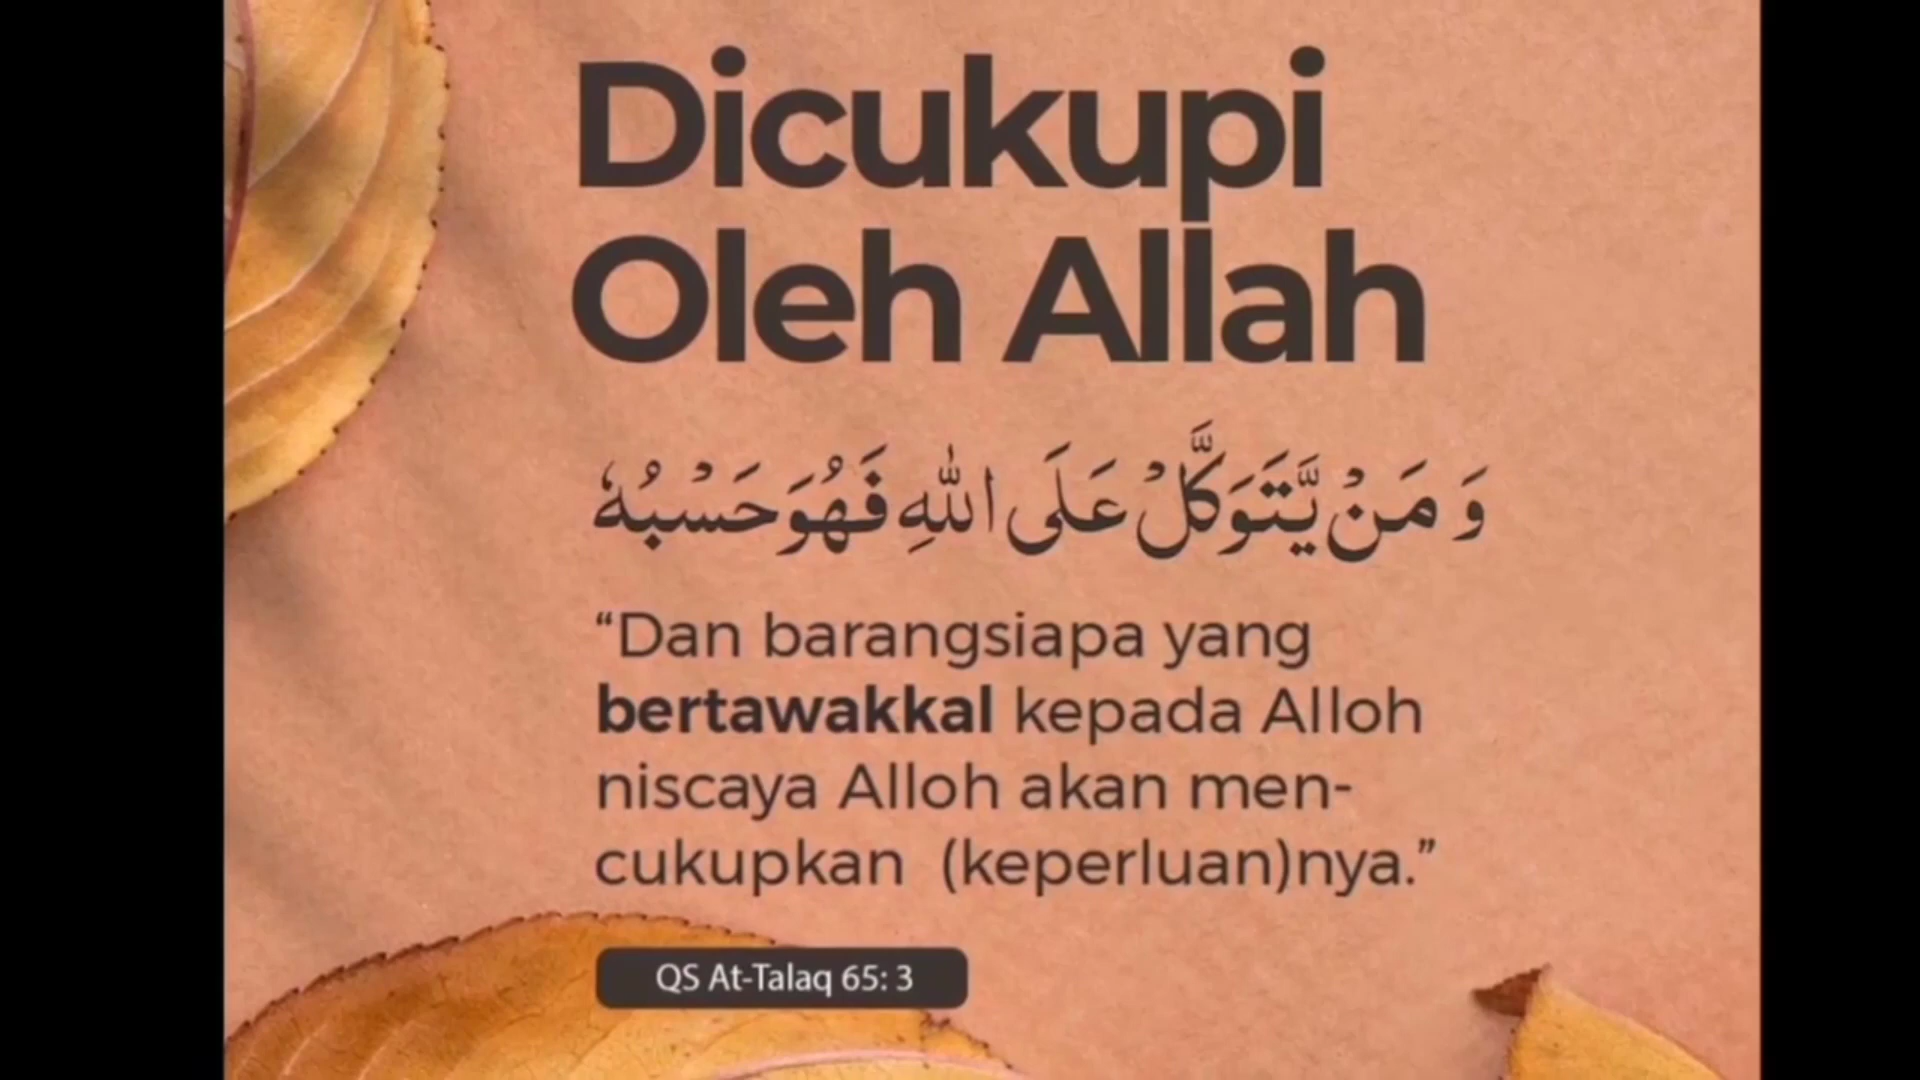 Dicukupi
Oleh Allah
وَ مَنْ يَّتَوَكَّلْ عَلَى اللّٰهِ فَهُوَ حَسْبُهٗ
“Dan barangsiapa yang
bertawakkal kepada Alloh
niscaya Alloh akan men-
cukupkan (keperluan)nya.”
QS At-Talaq 65: 3